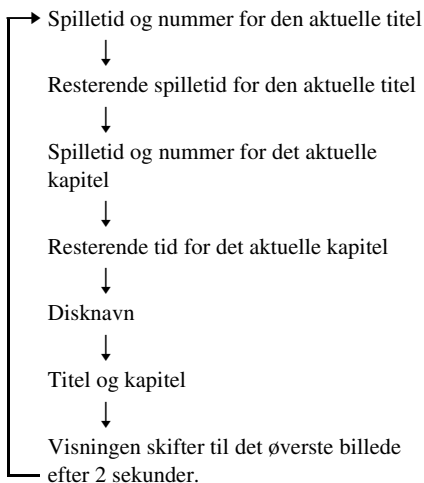 Spilletid og nummer for den aktuelle titel
Resterende spilletid for den aktuelle titel
Spilletid og nummer for det aktuelle
kapitel
Resterende tid for det aktuelle kapitel
Disknavn
Titel og kapitel
Visningen skifter til det øverste billede
efter 2 sekunder.